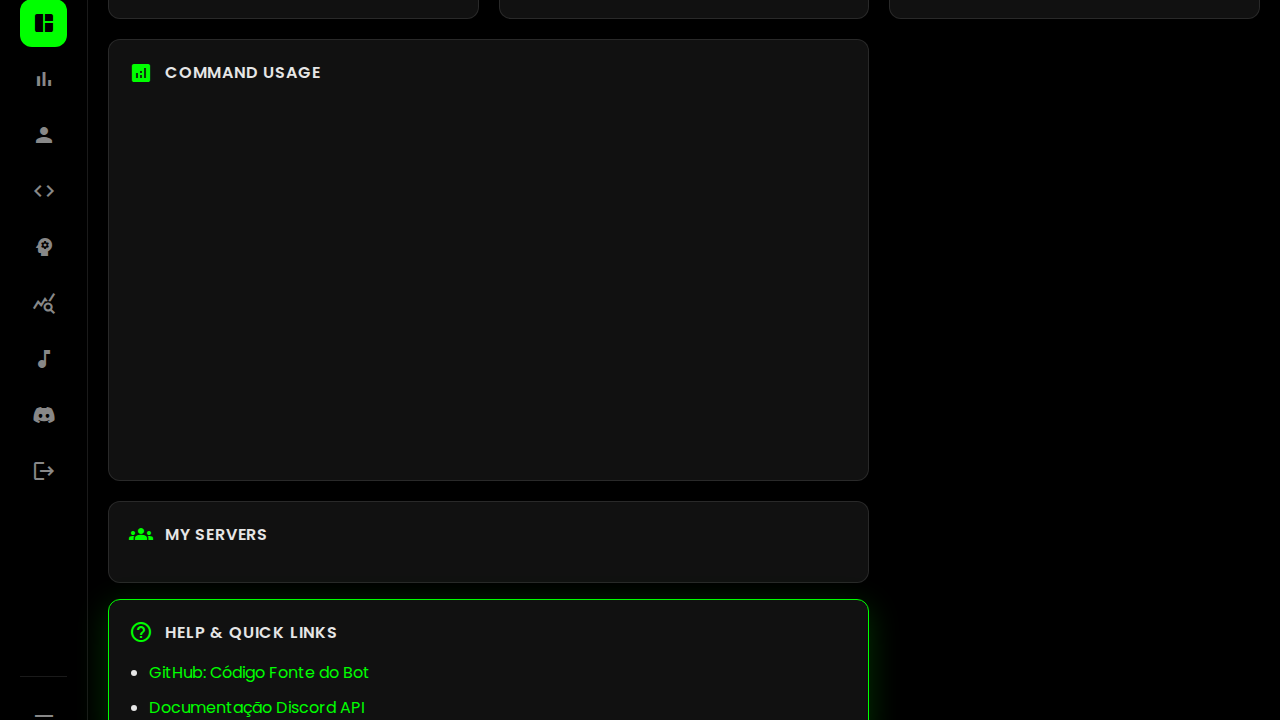 COMMAND USAGE
MY SERVERS
HELP & QUICK LINKS
GitHub: Código Fonte do Bot
Documentação Discord API